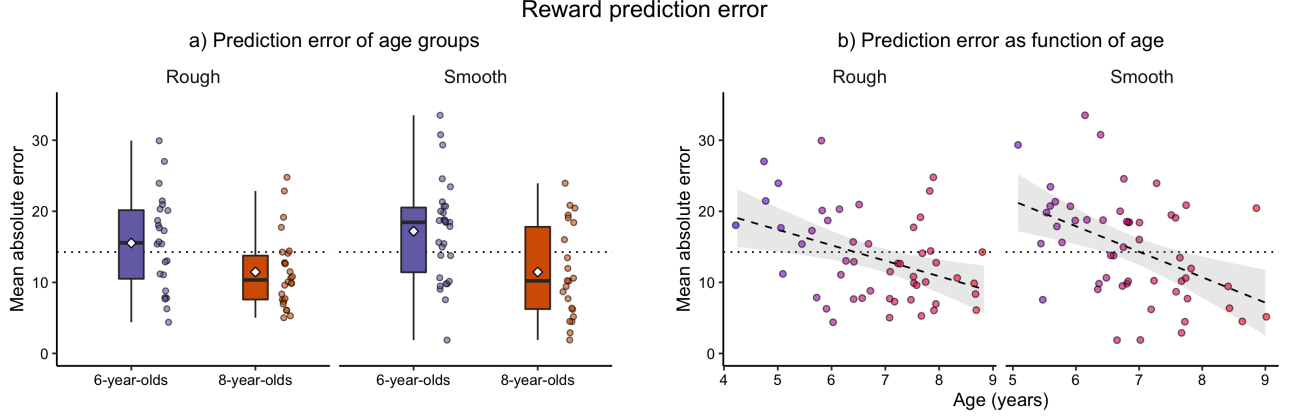 Reward prediction error
a) Prediction error of age groups
b) Prediction error as function of age
Rough
Smooth
Rough
Smooth
Mean absolute error
30
20
10
0
6-year-olds
8-year-olds
6-year-olds
8-year-olds
Mean absolute error
30
20
10
0
4 5 6 7 8 9
5 6 7 8 9
Age (years)